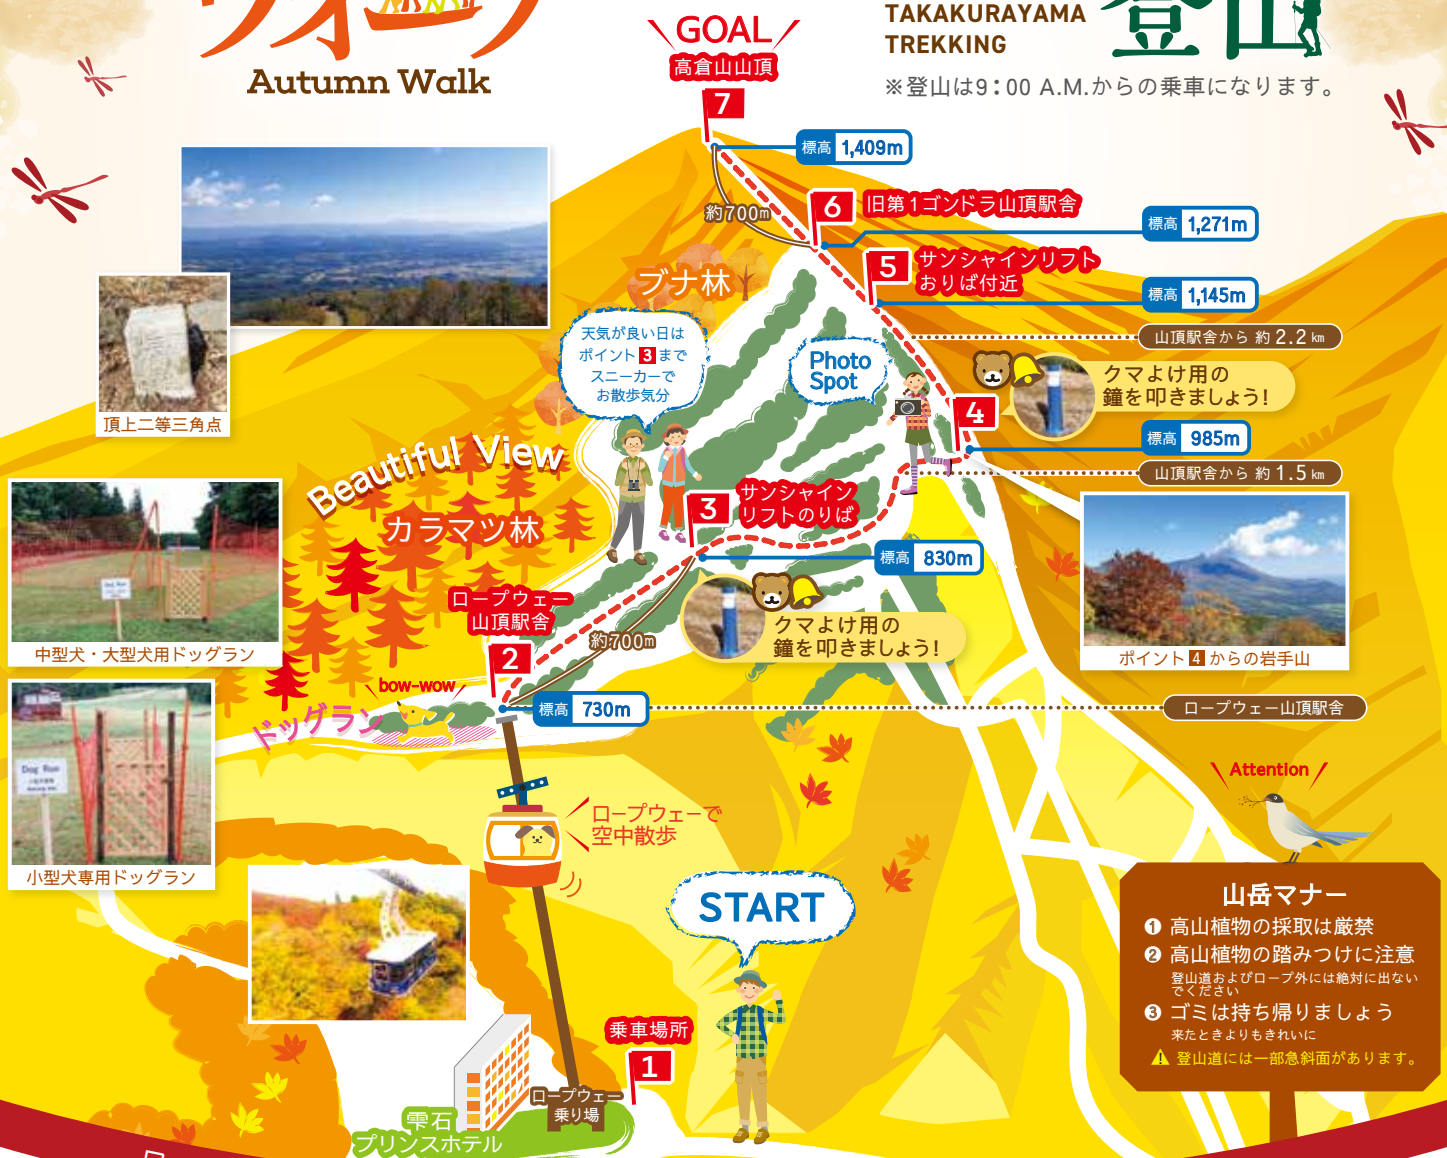 ウォーク
Autumn Walk
TAKAKURAYAMA
TREKKING
登山
※登山は9：00 A.M.からの乗車になります。
GOAL
高倉山山頂
7
標高 1,409m
約700m
6 旧第1ゴンドラ山頂駅舎
標高 1,271m
5 サンシャインリフト
おりば付近
標高 1,145m
山頂駅舎から 約 2.2 km
ブナ林
天気が良い日は
ポイント 3 まで
スニーカーで
お散歩気分
Photo
Spot
クマよけ用の
鐘を叩きましょう!
4
標高 985m
山頂駅舎から 約 1.5 km
頂上二等三角点
Beautiful View
カラマツ林
3 サンシャイン
リフトのりば
標高 830m
クマよけ用の
鐘を叩きましょう!
ポイント 4 からの岩手山
ロープウェー
山頂駅舎
2
約700m
標高 730m
ロープウェー山頂駅舎
中型犬・大型犬用ドッグラン
bow-wow
ドッグラン
Dog Run
小型犬専用ドッグラン
ロープウェーで
空中散歩
START
乗車場所
1
ロープウェー
乗り場
雫石
プリンスホテル
Attention
山岳マナー
❶ 高山植物の採取は厳禁
❷ 高山植物の踏みつけに注意
登山道およびロープ外には絶対に出ない
でください
❸ ゴミは持ち帰りましょう
来たときよりもきれいに
登山道には一部急斜面があります。